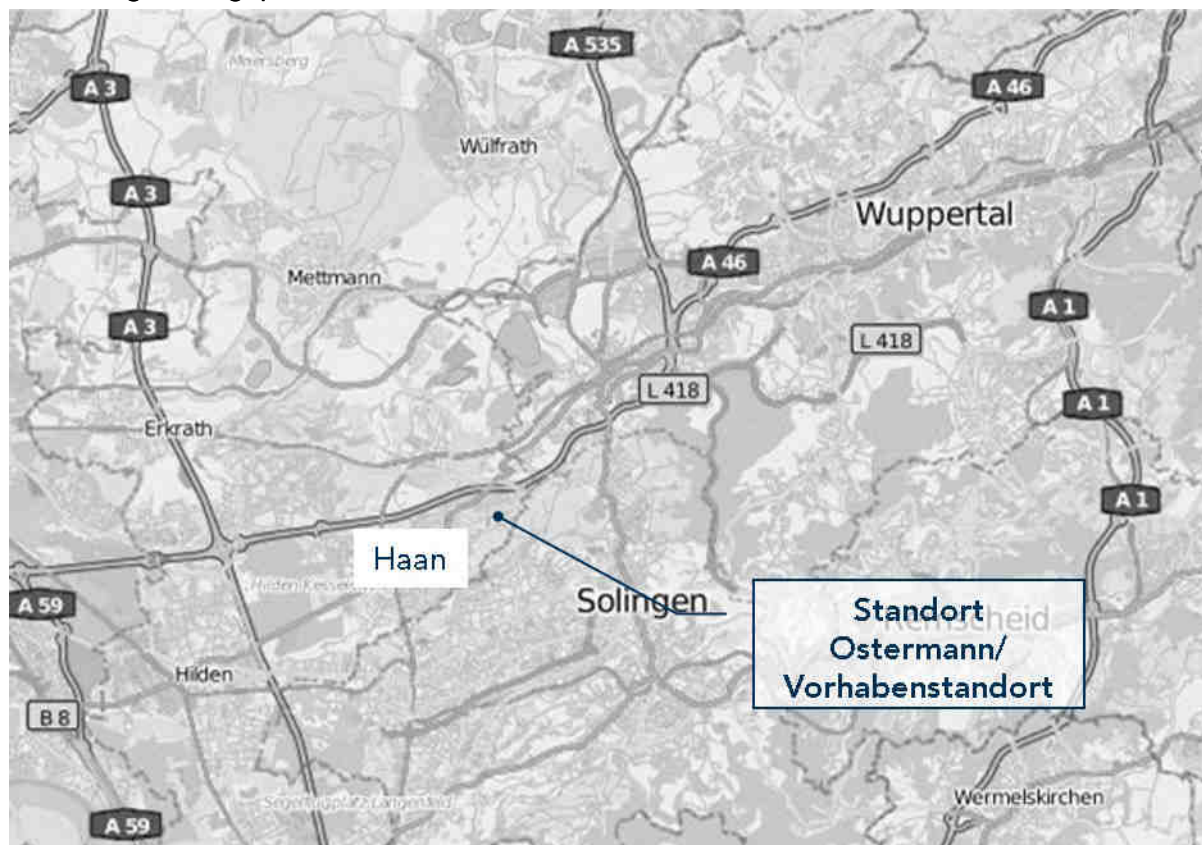 A 535
A 3
A 46
Wülfrath
A 3
Wuppertal
A 46
Mettmann
A 1
A 3
L 418
L 418
A 1
Erkrath
A 1
Haan
Solingen
A 59
Standort
Ostermann/
Vorhabenstandort
Remscheid
Hilden
B 8
Wermelskirchen
A 59